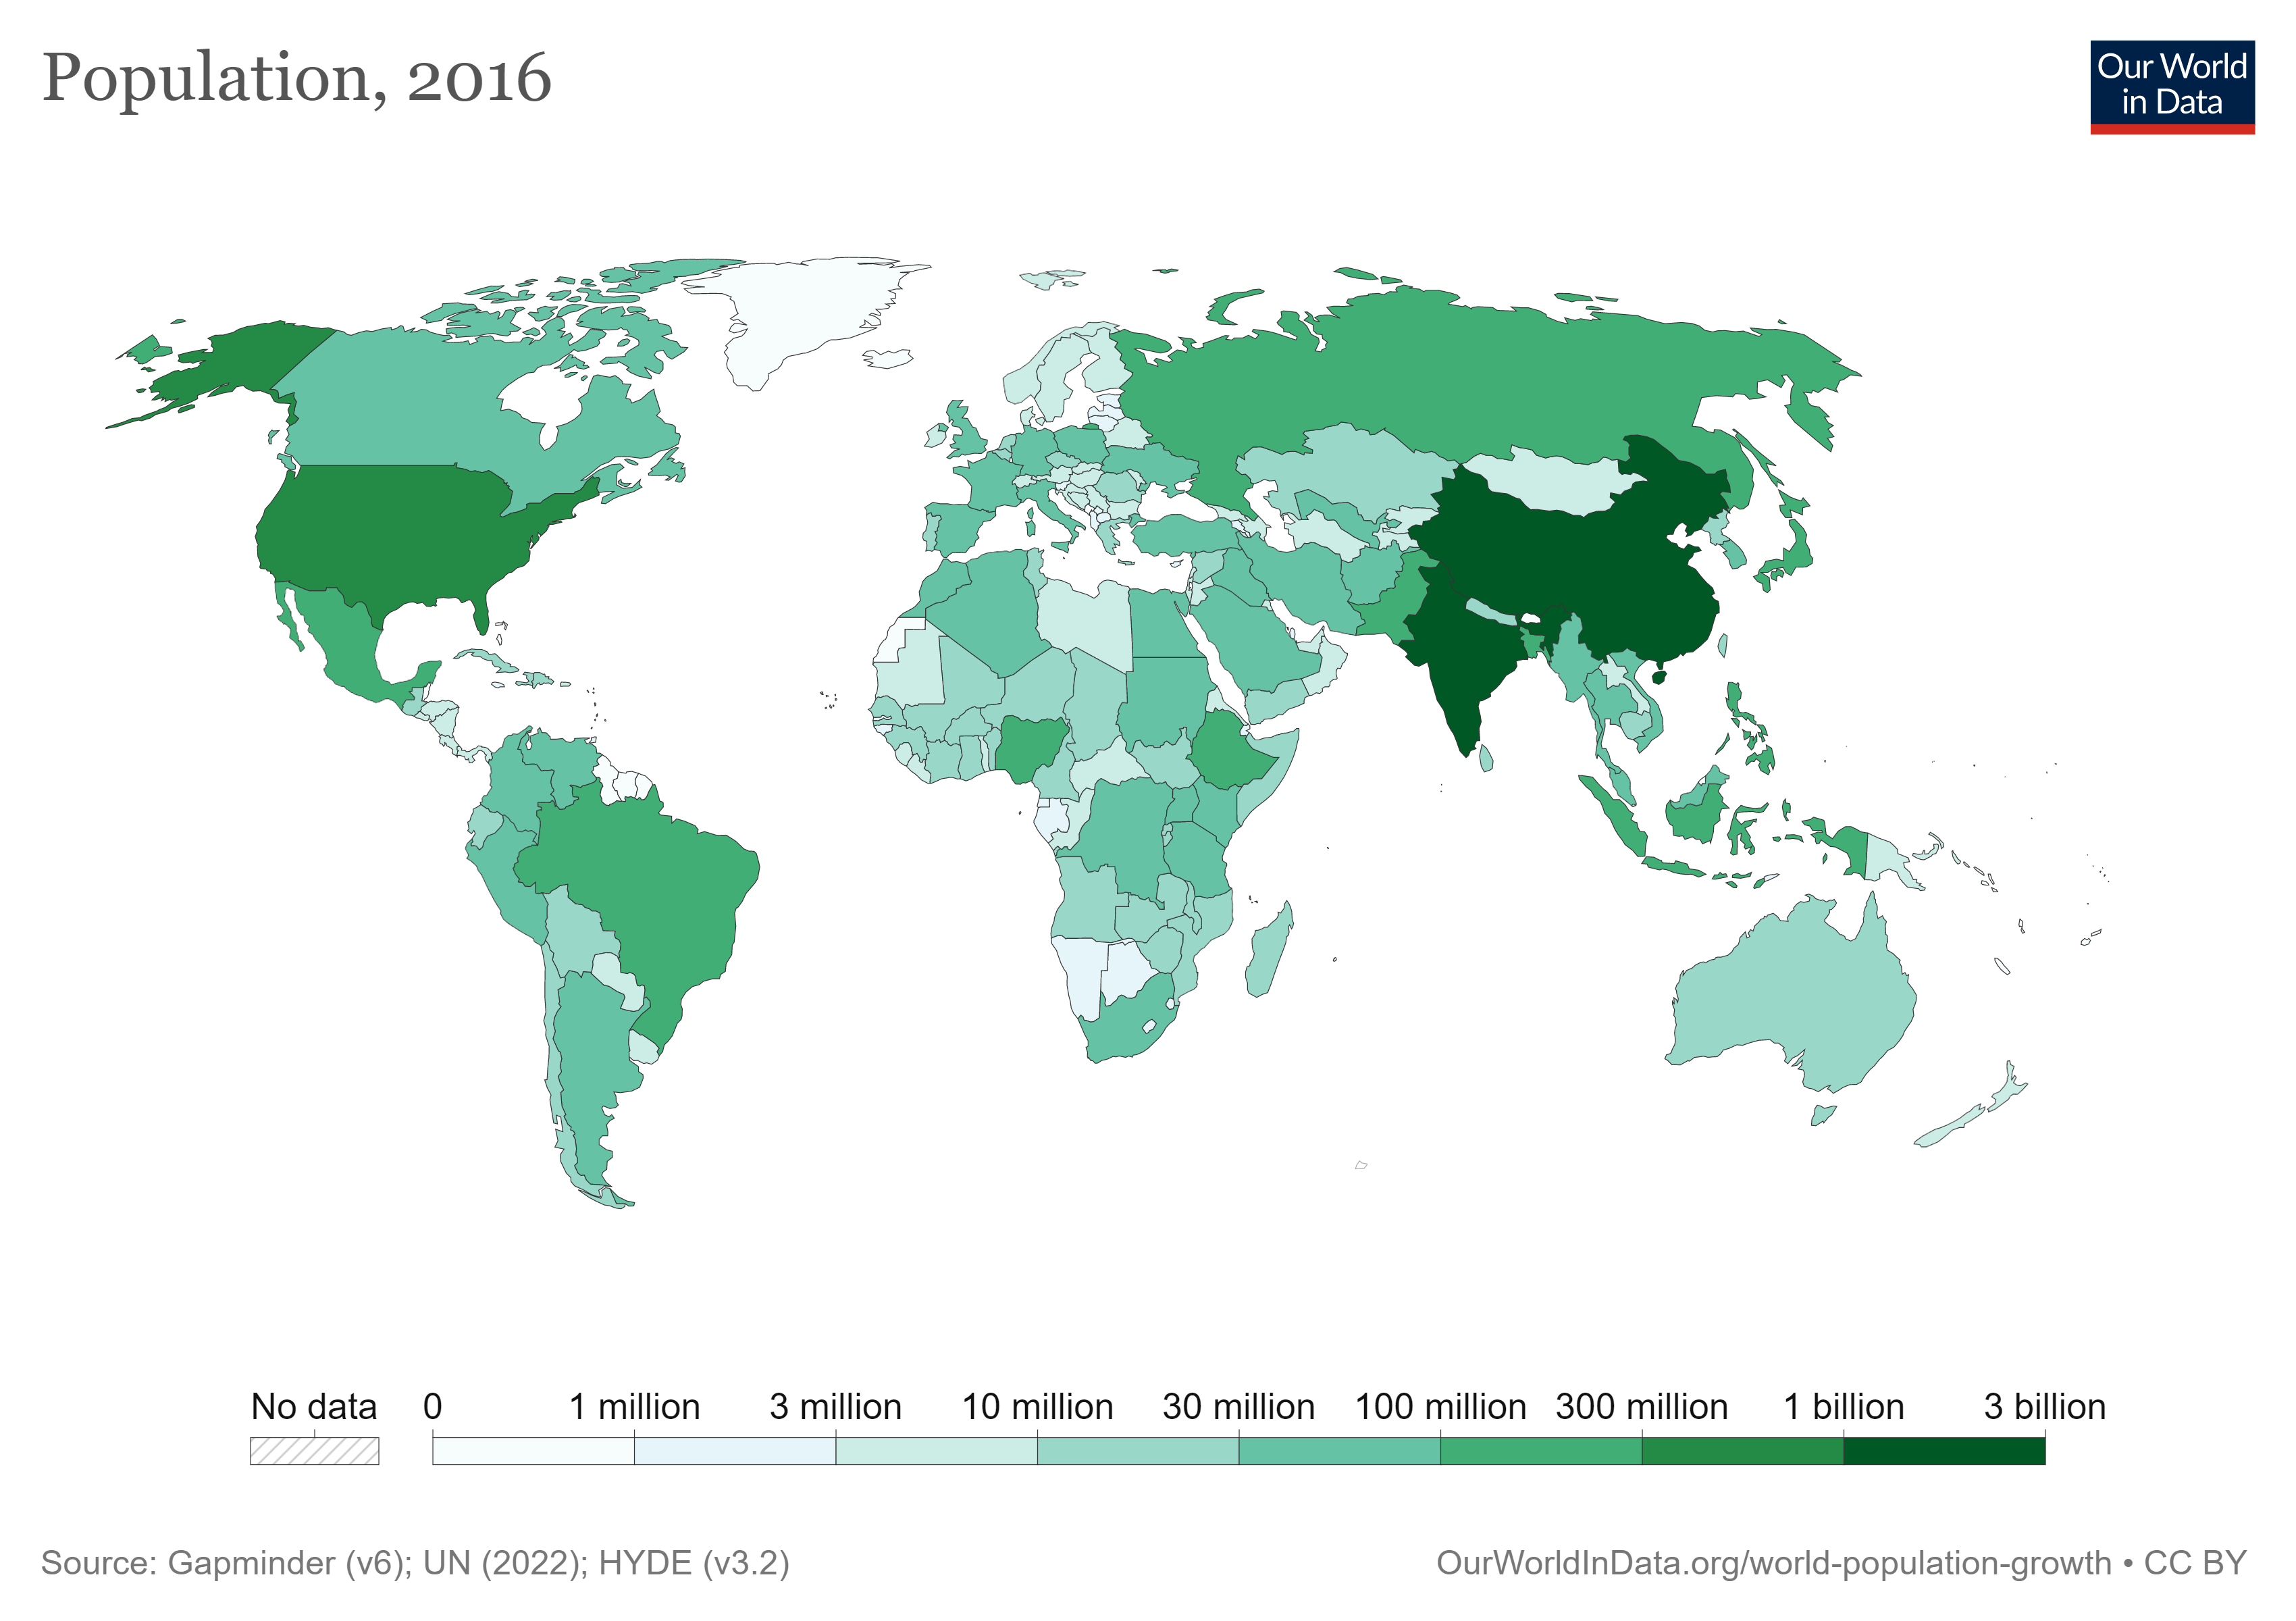 Population, 2016
Our World
in Data
No data
0
1 million
3 million
10 million
30 million
100 million
300 million
1 billion
3 billion
Source: Gapminder (v6); UN (2022); HYDE (v3.2)
OurWorldInData.org/world-population-growth • CC BY